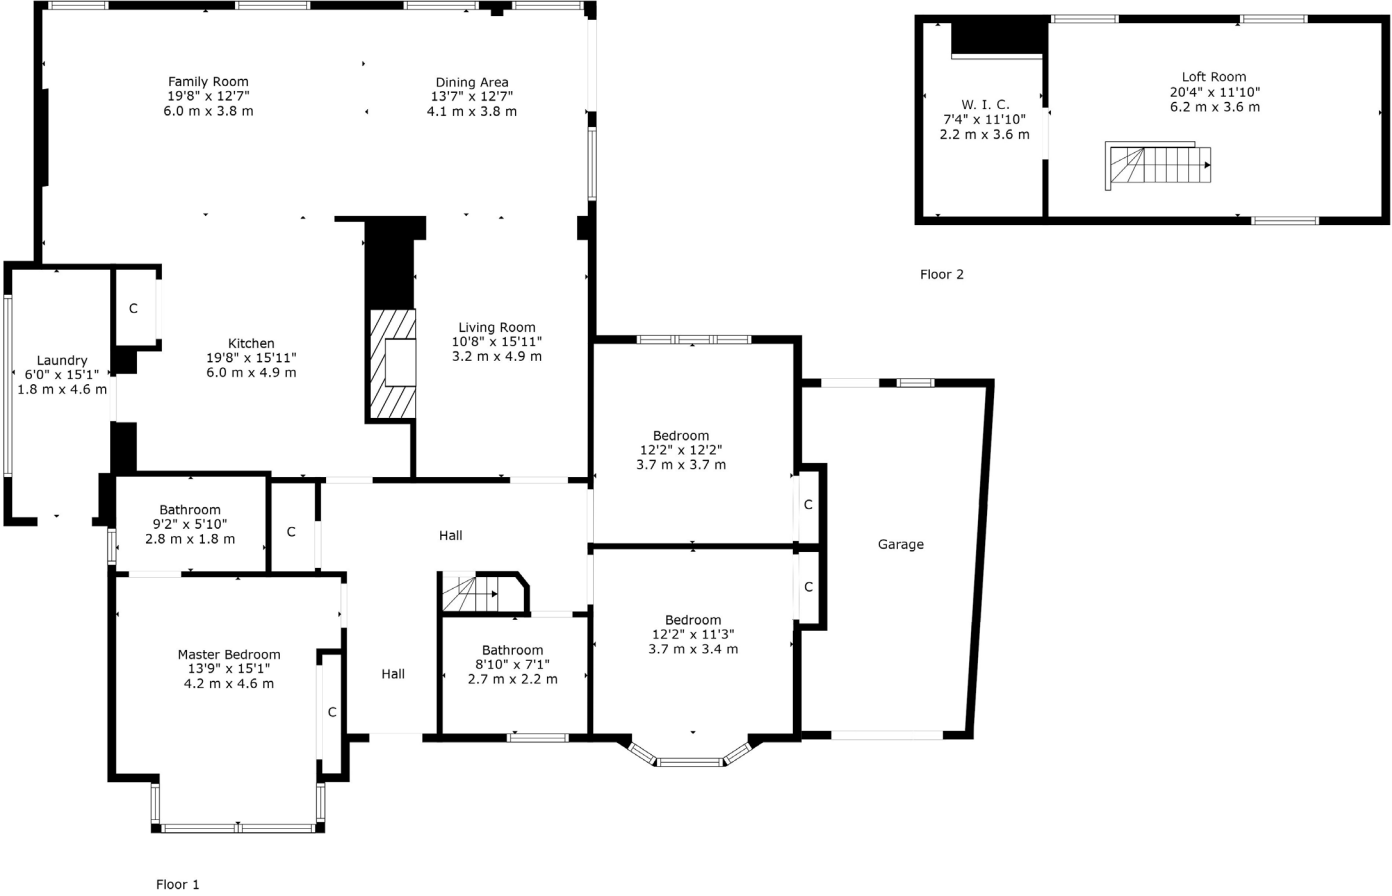 Family Room
19'8" x 12'7"
6.0 m x 3.8 m
Dining Area
13'7" x 12'7"
4.1 m x 3.8 m
W. I. C.
7'4" x 11'10"
2.2 m x 3.6 m
Loft Room
20'4" x 11'10"
6.2 m x 3.6 m
Floor 2
C
Laundry
6'0" x 15'1"
1.8 m x 4.6 m
Kitchen
19'8" x 15'11"
6.0 m x 4.9 m
Living Room
10'8" x 15'11"
3.2 m x 4.9 m
Bedroom
12'2" x 12'2"
3.7 m x 3.7 m
C
Bathroom
9'2" x 5'10"
2.8 m x 1.8 m
C
Hall
Garage
C
Bedroom
12'2" x 11'3"
3.7 m x 3.4 m
Master Bedroom
13'9" x 15'1"
4.2 m x 4.6 m
C
Hall
Bathroom
8'10" x 7'1"
2.7 m x 2.2 m
Floor 1